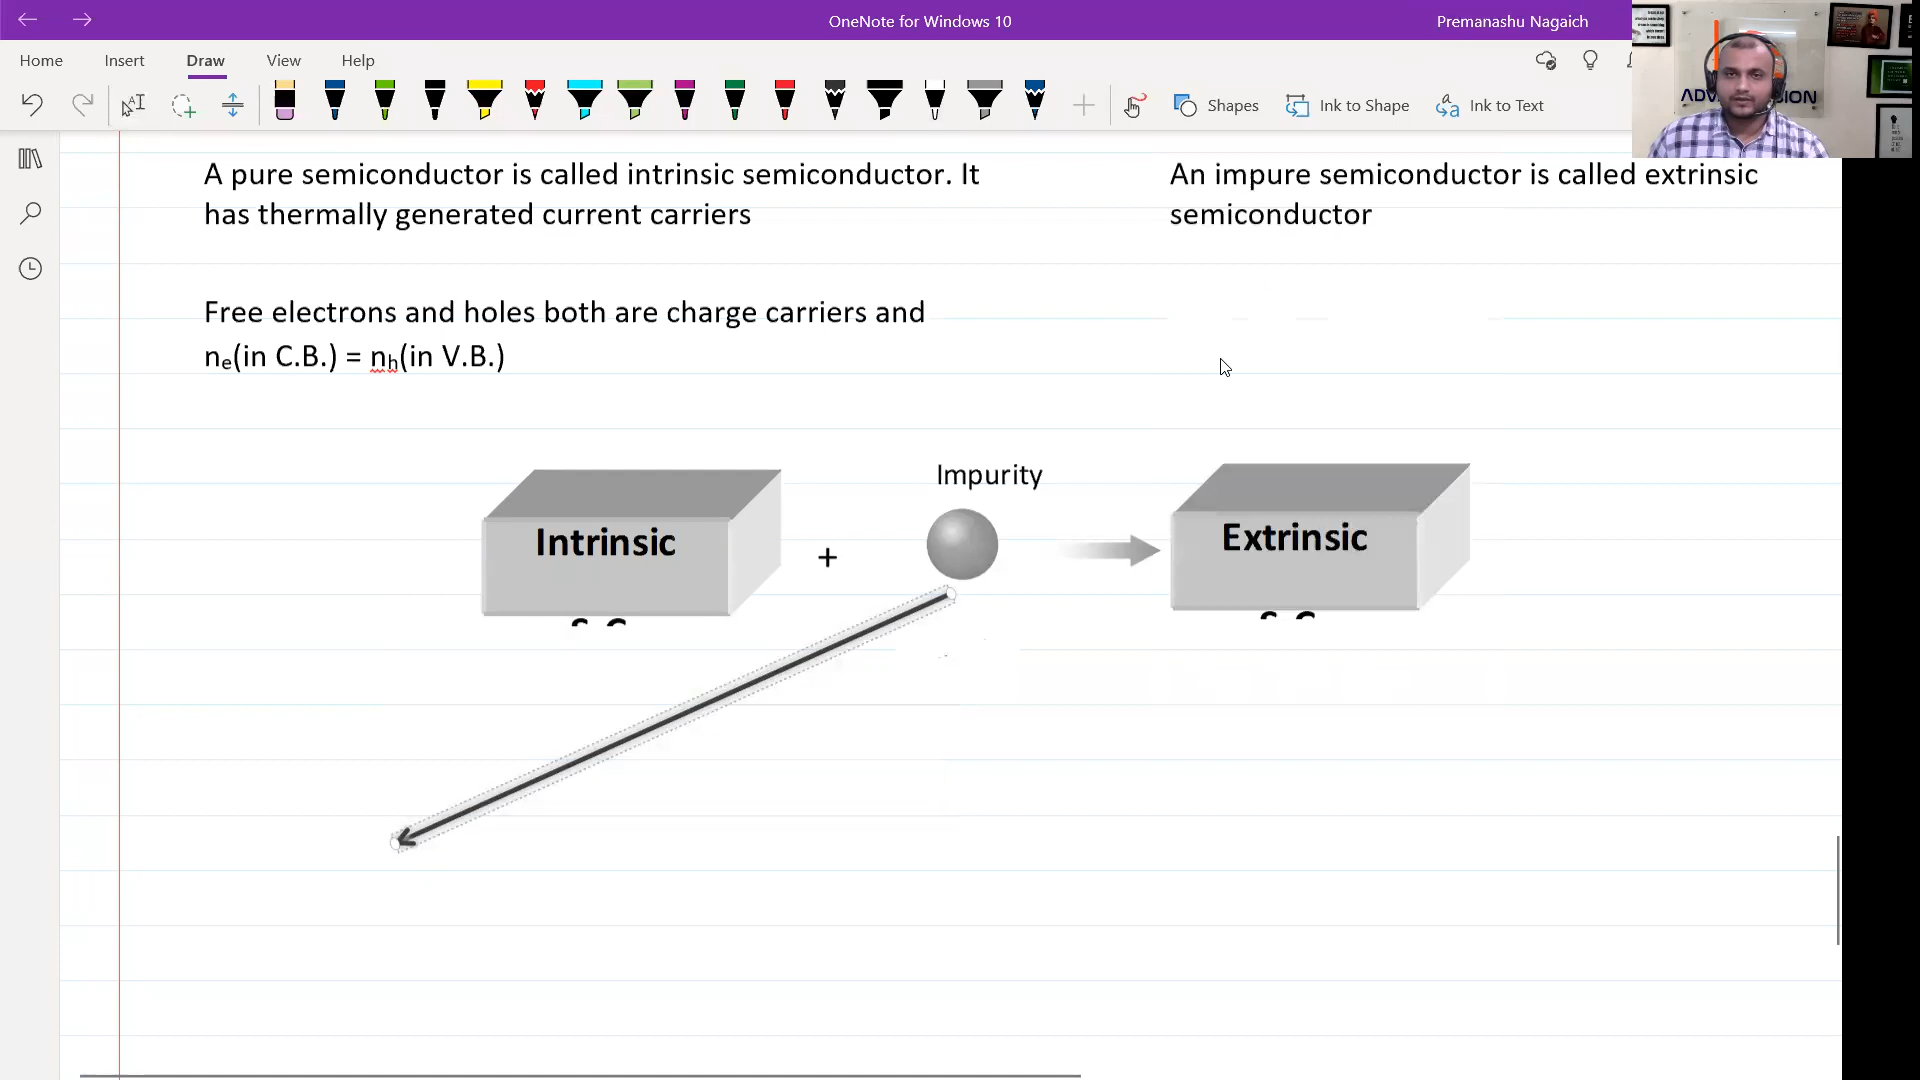 OneNote for Windows 10
Premanashu Nagaich
Home
Insert
Draw
View
Help
Shapes
Ink to Shape
Ink to Text
A pure semiconductor is called intrinsic semiconductor. It
has thermally generated current carriers
An impure semiconductor is called extrinsic
semiconductor
Free electrons and holes both are charge carriers and
nₑ(in C.B.) = nₕ(in V.B.)
Impurity
Intrinsic
+
Extrinsic